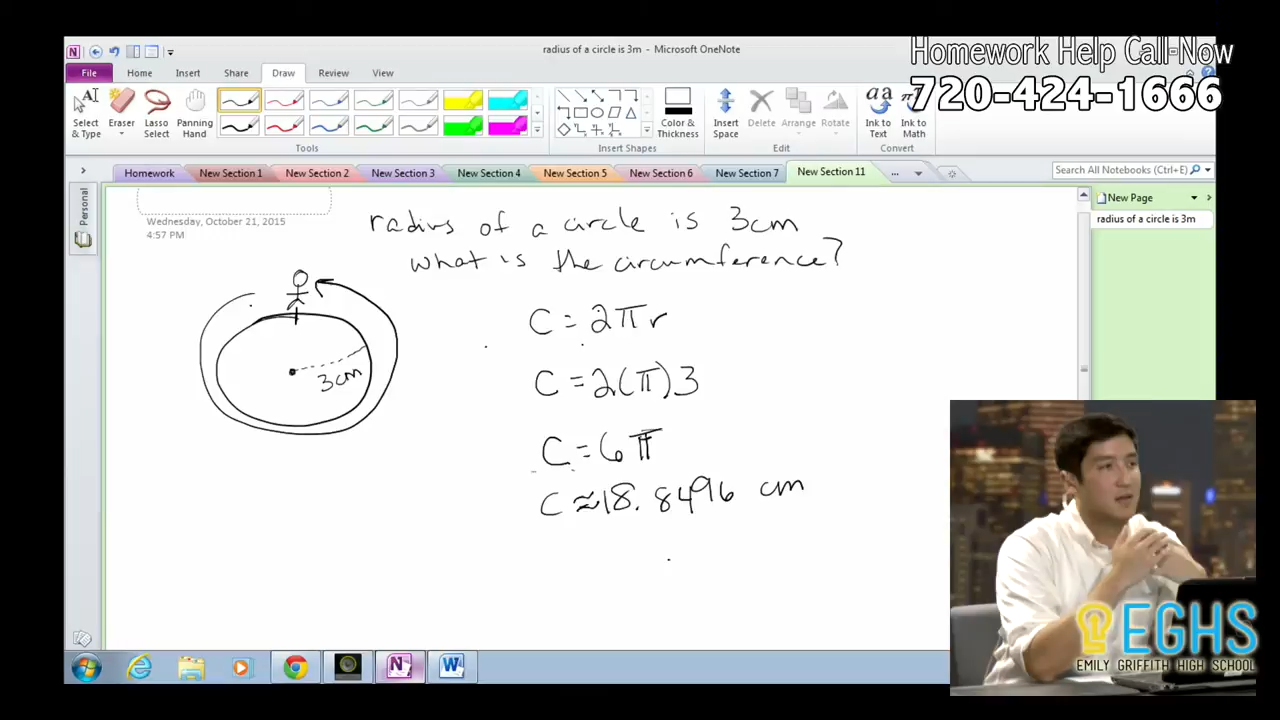 radius of a circle is 3m - Microsoft OneNote
Homework Help Call-Now
720-424-1666
File Home Insert Share Draw Review View
Select & Type
Eraser
Lasso Select
Panning Hand
Color & Thickness
Insert Space
Delete
Arrange
Rotate
Ink to Text
Ink to Math
Tools
Insert Shapes
Edit
Convert
Homework New Section 1 New Section 2 New Section 3 New Section 4 New Section 5 New Section 6 New Section 7 New Section 11 ...
Search All Notebooks (Ctrl+E)
Personal
New Page
radius of a circle is 3m
Wednesday, October 21, 2015
4:57 PM
radius of a circle is 3cm
what is the circumference?
3cm
C = 2πr
C = 2(π)3
C = 6π
C ≈ 18.8496 cm
EGHS
EMILY GRIFFITH HIGH SCHOOL